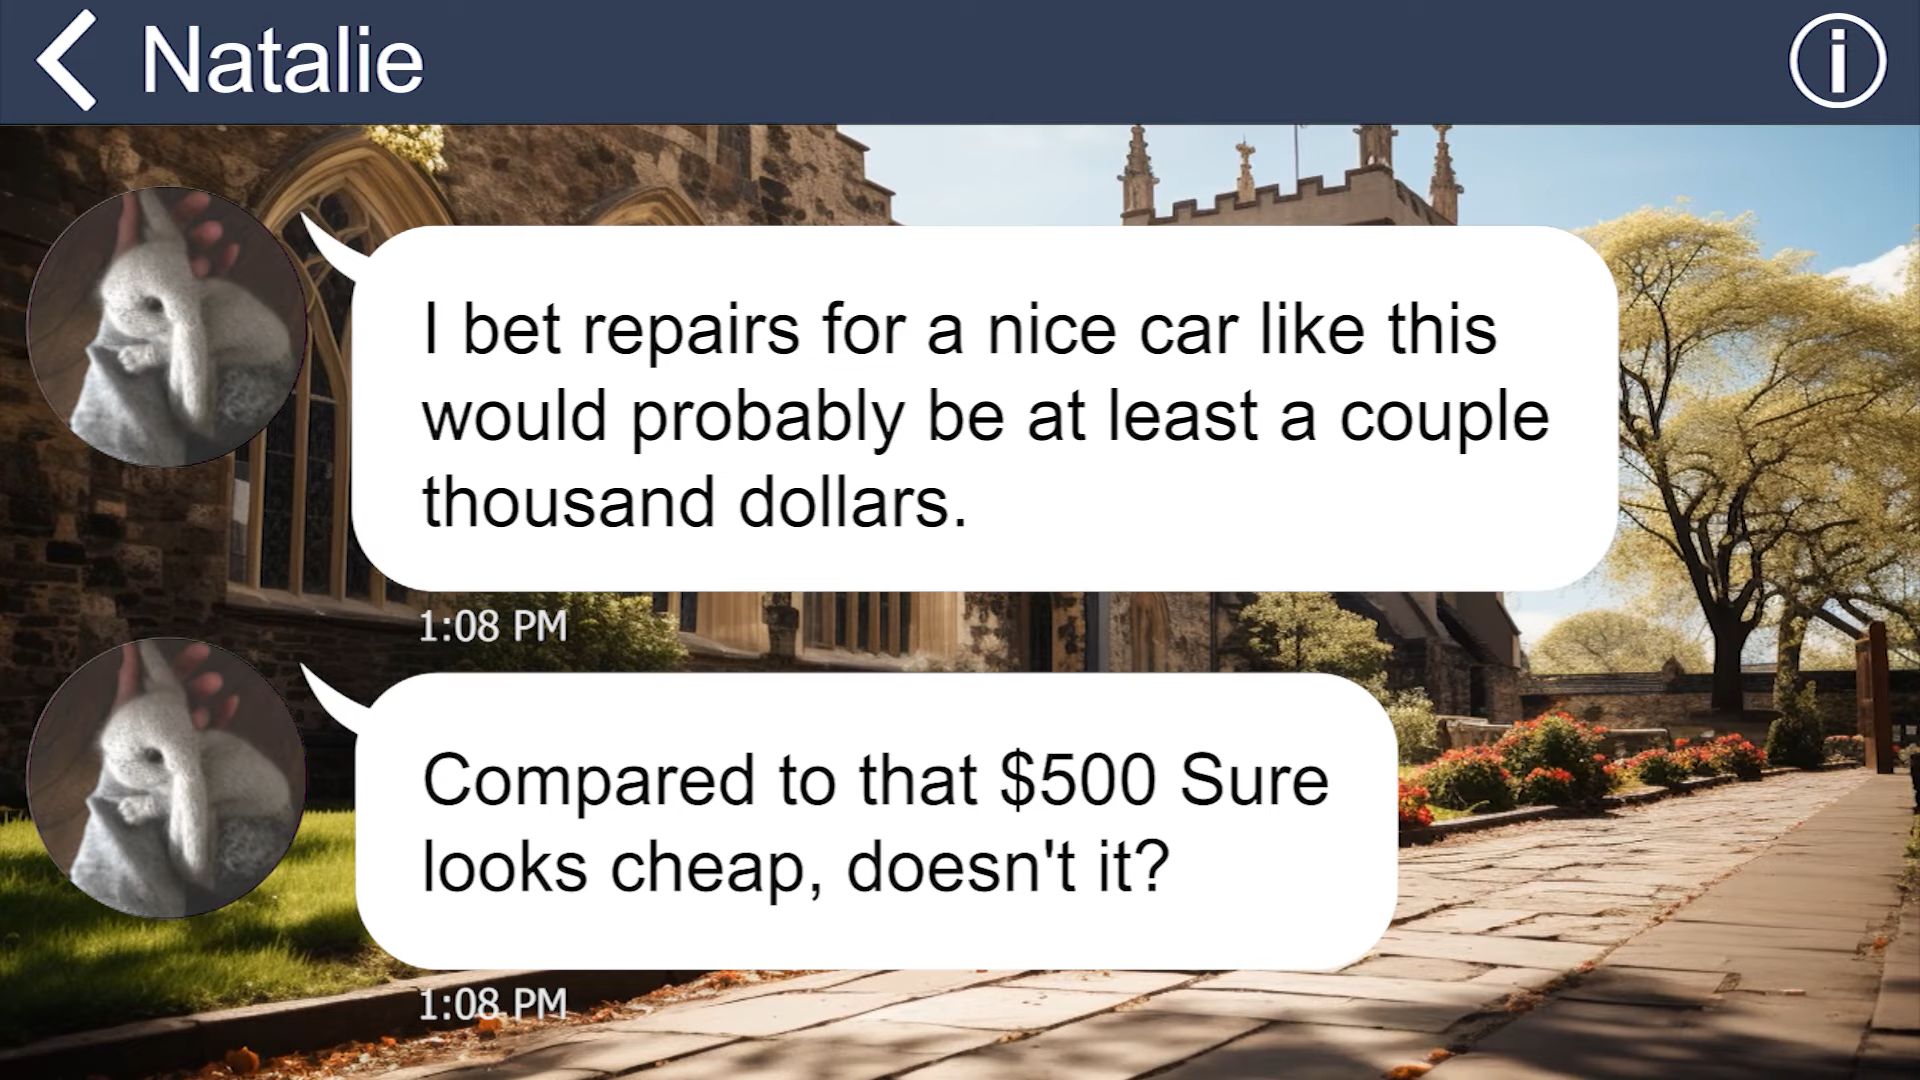 Natalie
I bet repairs for a nice car like this
would probably be at least a couple
thousand dollars.
1:08 PM
Compared to that $500 Sure
looks cheap, doesn't it?
1:08 PM